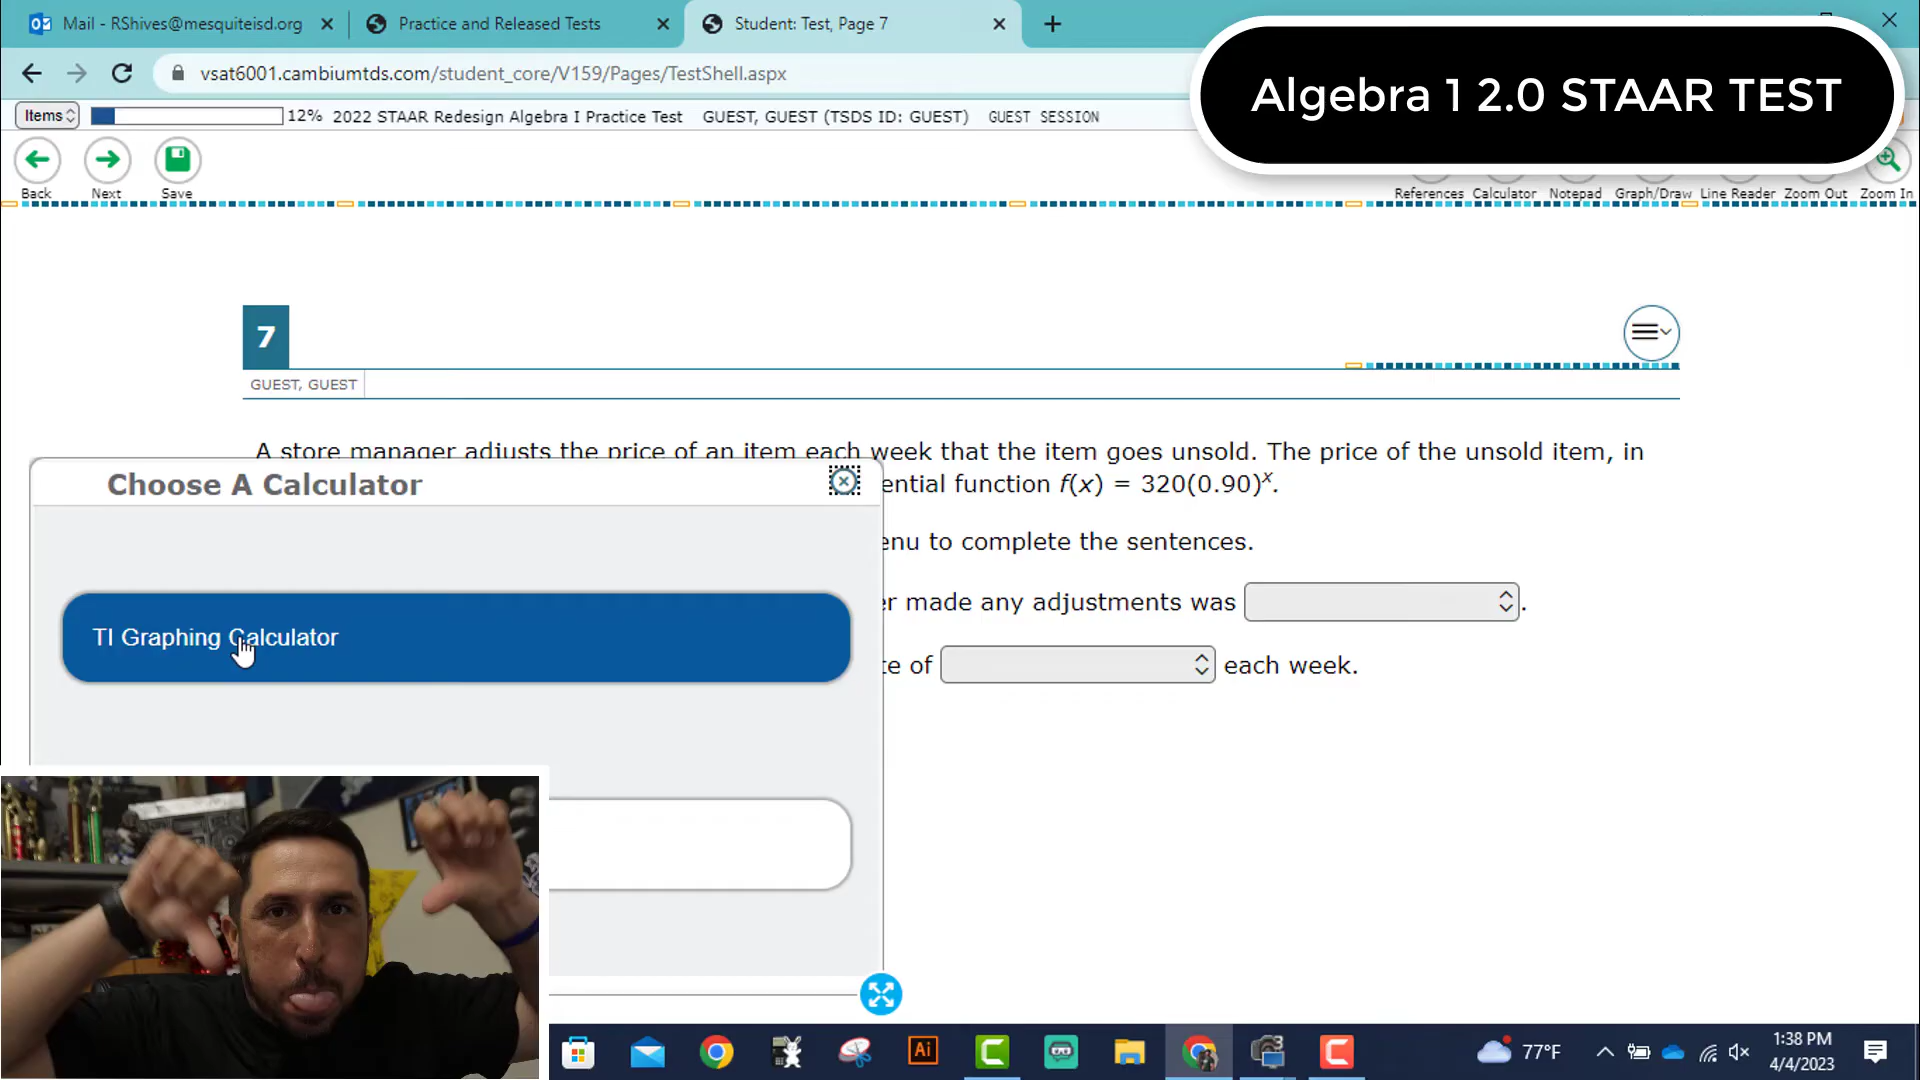 Mail - RShives@mesquiteisd.org
Practice and Released Tests
Student: Test, Page 7
vsat6001.cambiumtds.com/student_core/V159/Pages/TestShell.aspx
Algebra 1 2.0 STAAR TEST
Items
12%
2022 STAAR Redesign Algebra I Practice Test
GUEST, GUEST (TSDS ID: GUEST)
GUEST SESSION
Back
Next
Save
References
Calculator
Notepad
Graph/Draw
Line Reader
Zoom Out
Zoom In
7
GUEST, GUEST
A store manager adjusts the price of an item each week that the item goes unsold. The price of the unsold item, in
ential function f(x) = 320(0.90)^x.
enu to complete the sentences.
er made any adjustments was .
te of each week.
Choose A Calculator
TI Graphing Calculator
Ai
77°F
1:38 PM
4/4/2023